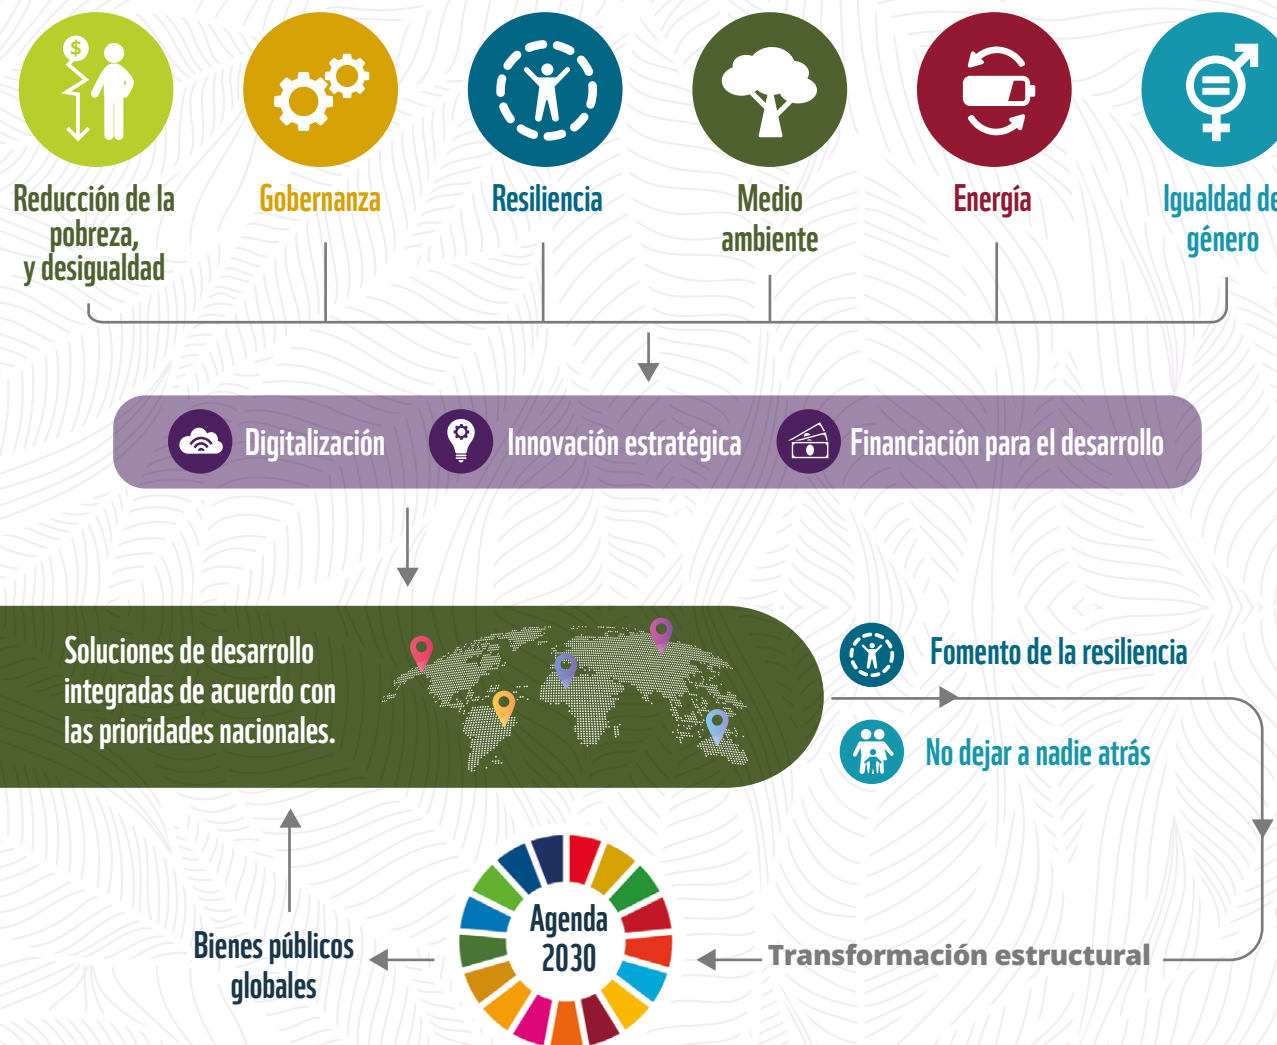 $
Reducción de la
pobreza,
y desigualdad
Gobernanza
Resiliencia
Medio
ambiente
Energía
Igualdad de
género
Digitalización
Innovación estratégica
Financiación para el desarrollo
Soluciones de desarrollo
integradas de acuerdo con
las prioridades nacionales.
Fomento de la resiliencia
No dejar a nadie atrás
Agenda
2030
Bienes públicos
globales
Transformación estructural